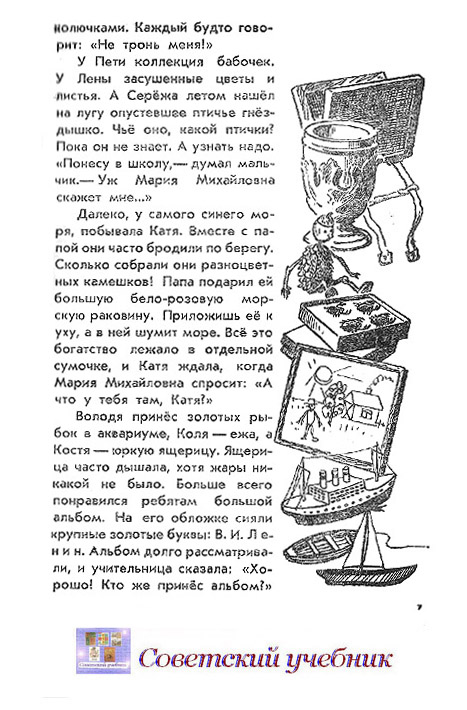 колючками. Каждый будто гово-
рит: «Не тронь меня!»
У Пети коллекция бабочек.
У Лены засушенные цветы и
листья. А Серёжа летом нашёл
на лугу опустевшее птичье гнёз-
дышко. Чьё оно, какой птички?
Пока он не знает. А узнать надо.
«Понесу в школу,— думал маль-
чик.— Уж Мария Михайловна
скажет мне...»
Далеко, у самого синего мо-
ря, побывала Катя. Вместе с па-
пой они часто бродили по берегу.
Сколько собрали они разноцвет-
ных камешков! Папа подарил ей
большую бело-розовую мор-
скую раковину. Приложишь её к
уху, а в ней шумит море. Всё это
богатство лежало в отдельной
сумочке, и Катя ждала, когда
Мария Михайловна спросит: «А
что у тебя там, Катя?»
Володя принёс золотых ры-
бок в аквариуме, Коля — ежа, а
Костя — юркую ящерицу. Ящери-
ца часто дышала, хотя жары ни-
какой не было. Больше всего
понравился ребятам большой
альбом. На его обложке сияли
крупные золотые буквы: В. И. Л е-
н и н. Альбом долго рассматрива-
ли, и учительница сказала: «Хо-
рошо! Кто же принёс альбом?»
7
Советский учебник